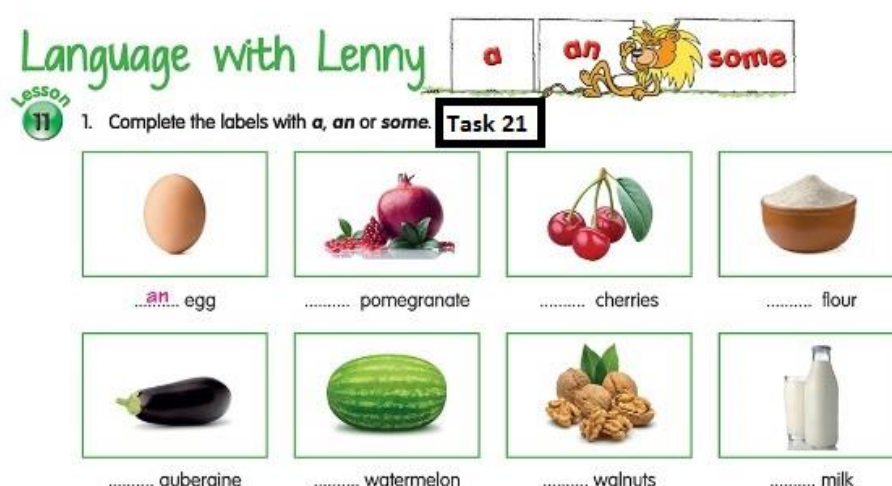 Language with Lenny a an some
Lesson
11 1. Complete the labels with a, an or some. Task 21
an egg .......... pomegranate .......... cherries .......... flour
.......... aubergine .......... watermelon .......... walnuts .......... milk